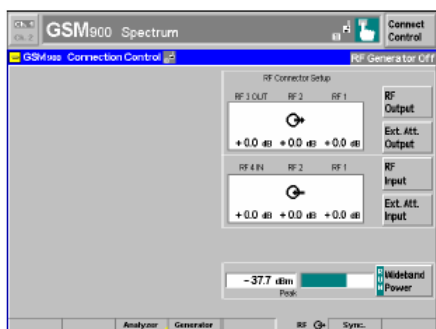 GSM900 Spectrum
Ch. 2
Connect Control
GSM900 Connection Control
RF Generator Off
RF Connector Setup
RF 3 OUT RF 2 RF 1
+0.0 dB +0.0 dB +0.0 dB
RF Output
Ext. Att. Output
RF 4 IN RF 2 RF 1
+0.0 dB +0.0 dB +0.0 dB
RF Input
Ext. Att. Input
-37.7 dBm
Peak
RUN
Wideband Power
Analyzer Generator RF Sync.